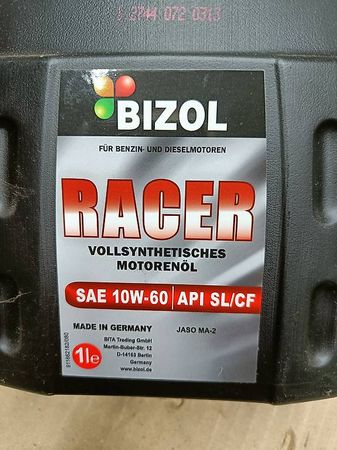 1 2744 072 0313
BIZOL
FÜR BENZIN- UND DIESELMOTOREN
RACER
VOLLSYNTHETISCHES
MOTORENÖL
SAE 10W-60 API SL/CF
MADE IN GERMANY
JASO MA-2
BITA Trading GmbH
Martin-Buber-Str. 12
D-14163 Berlin
Germany
www.bizol.de
1l e